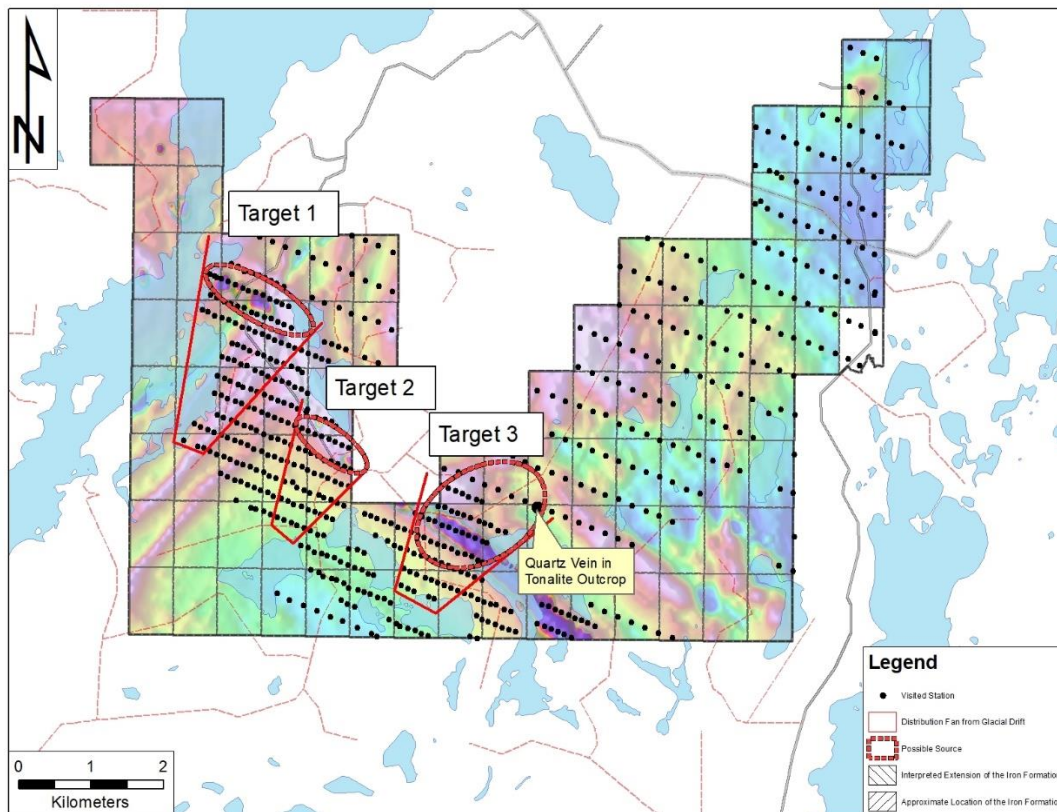 N
Target 1
Target 2
Target 3
Quartz Vein in
Tonalite Outcrop
Legend
Visited Station
Distribution Fan from Glacial Drift
Possible Source
Interpreted Extension of the Iron Formation
Approximate Location of the Iron Formation
0 1 2
Kilometers